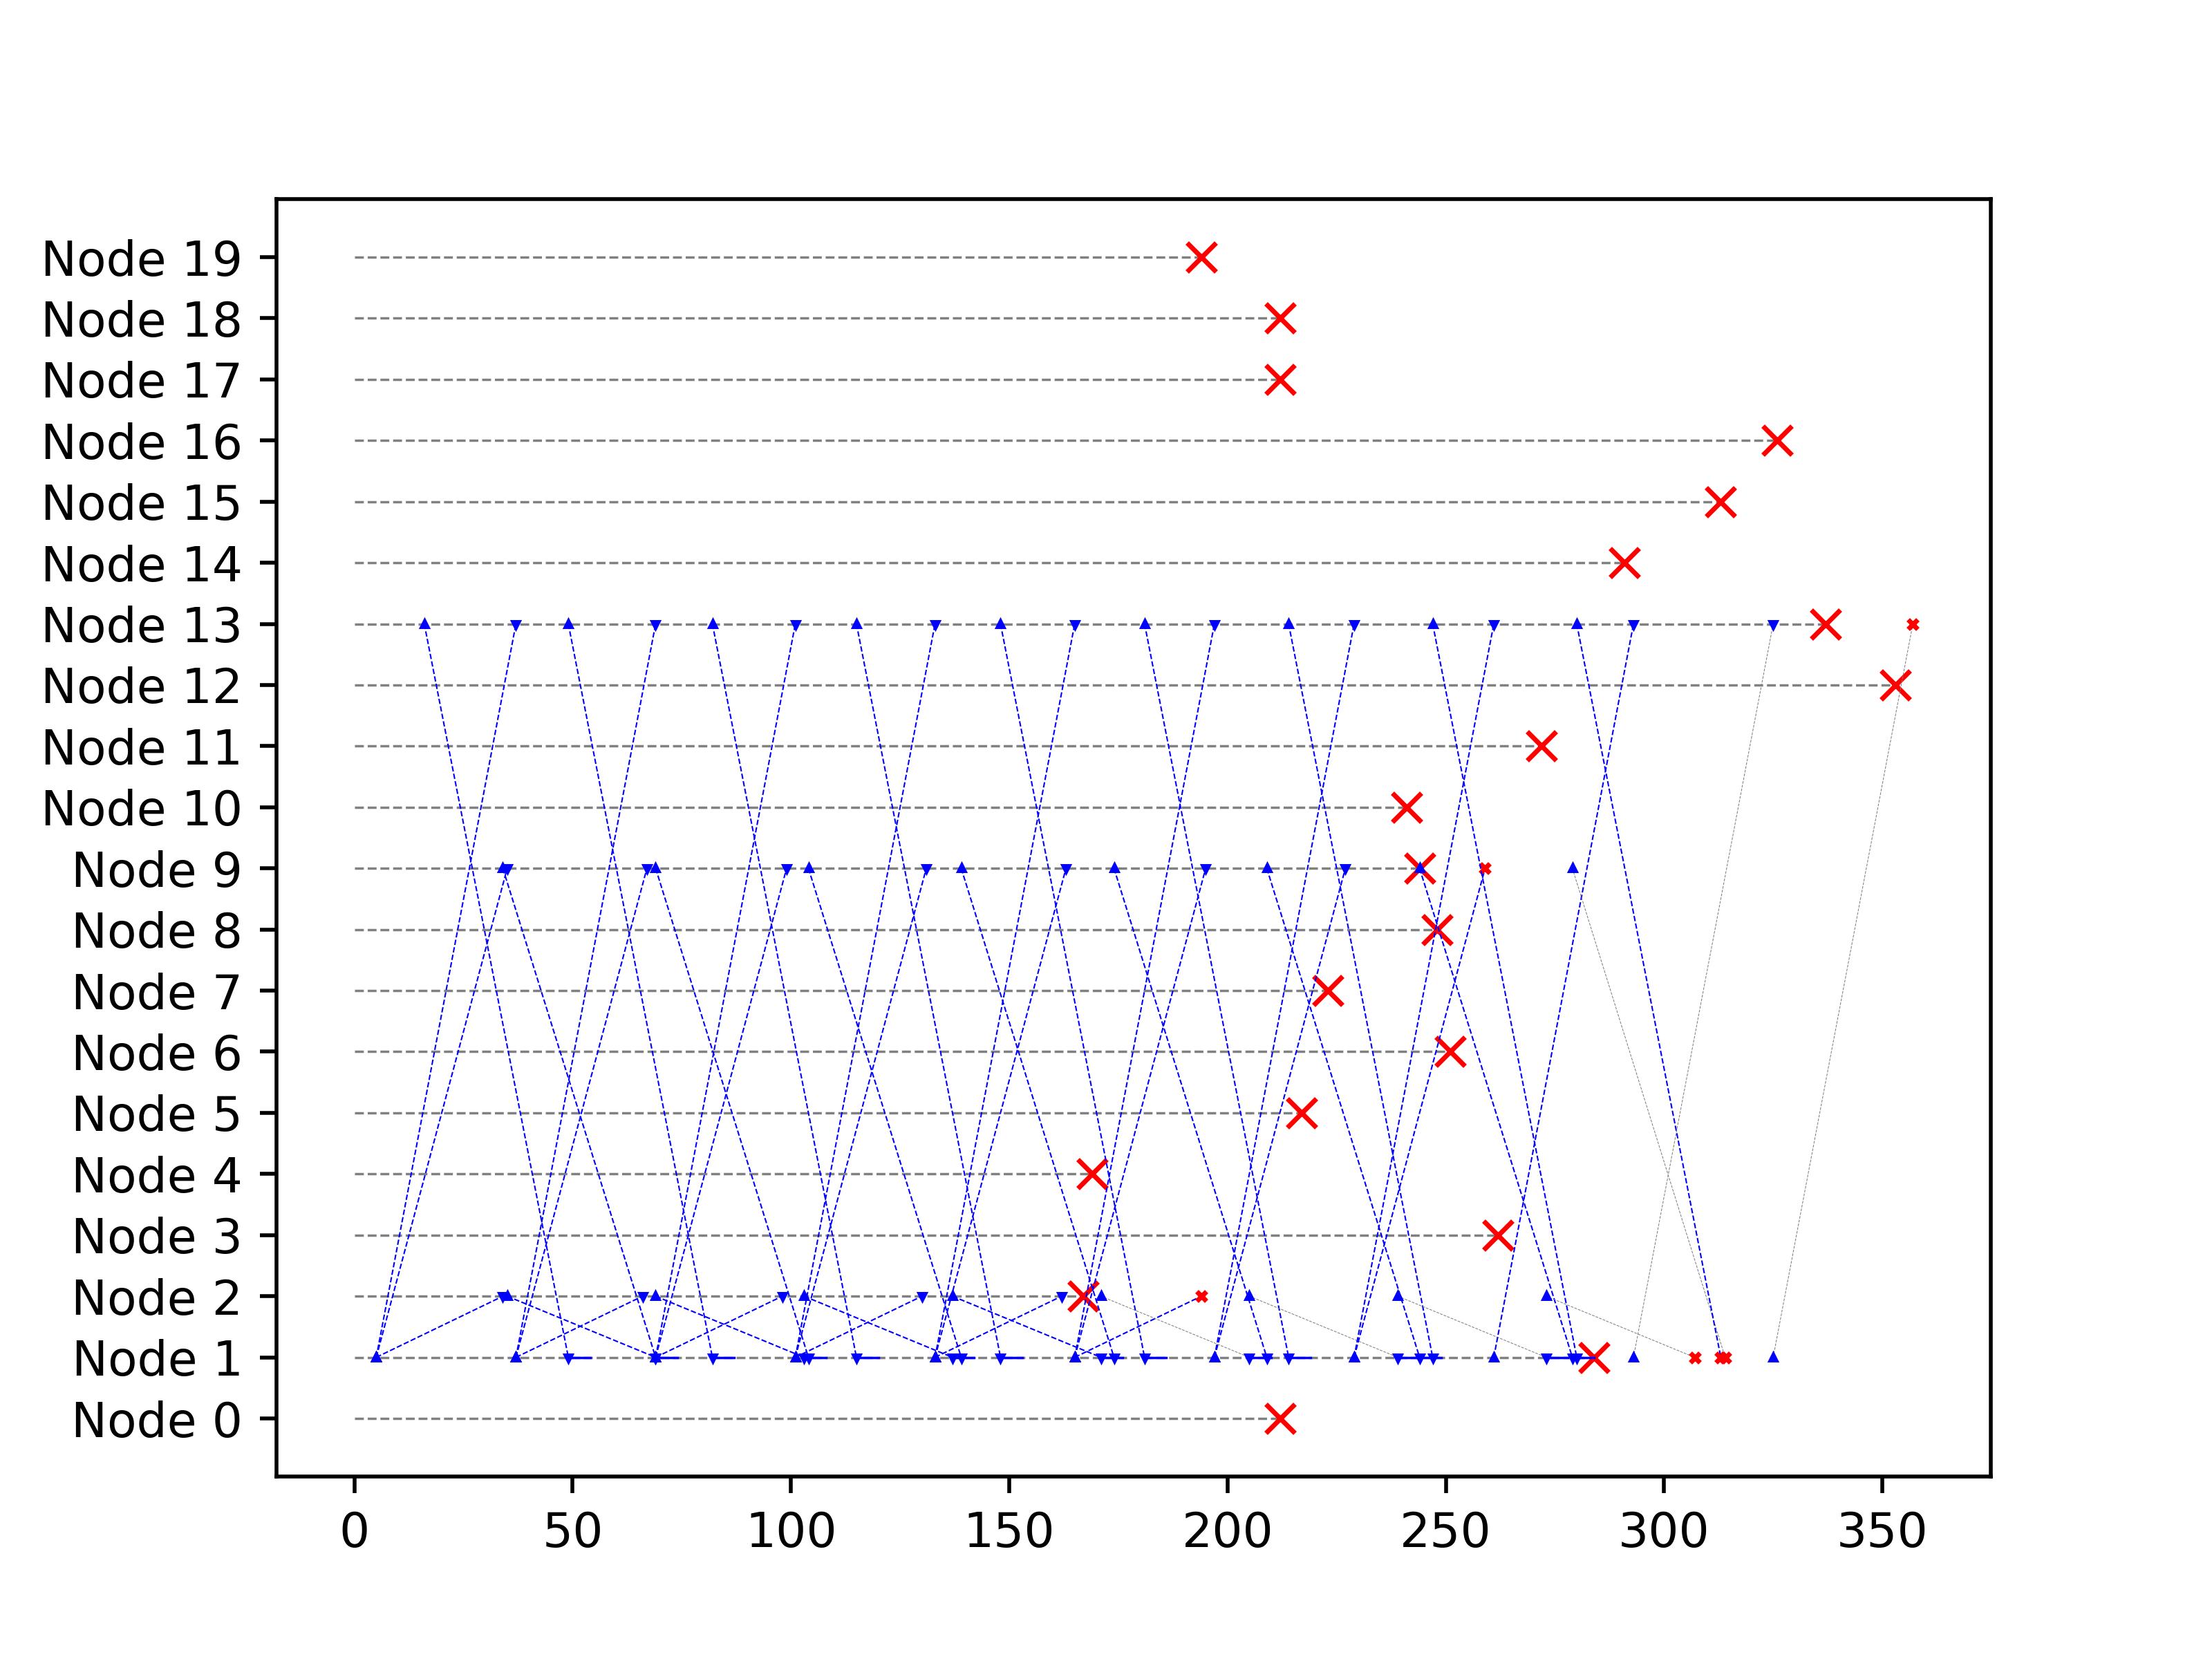 Node 19
Node 18
Node 17
Node 16
Node 15
Node 14
Node 13
Node 12
Node 11
Node 10
Node 9
Node 8
Node 7
Node 6
Node 5
Node 4
Node 3
Node 2
Node 1
Node 0
0 50 100 150 200 250 300 350